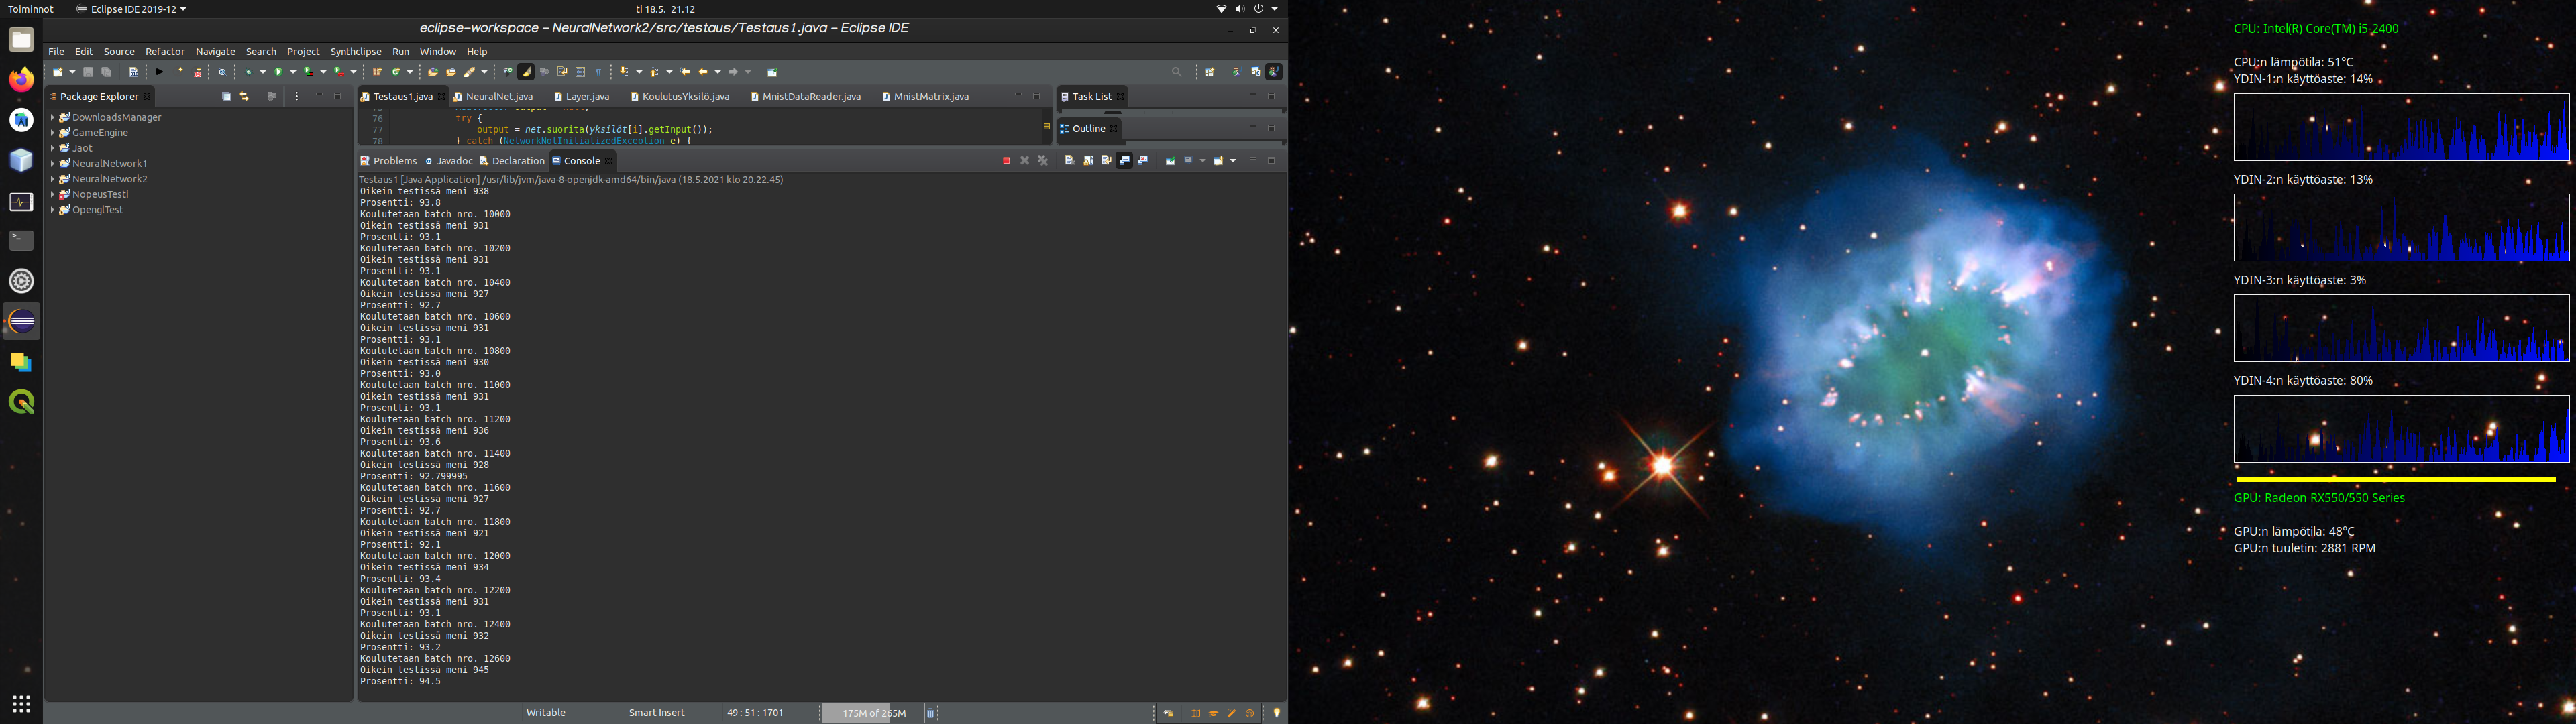 Toiminnot
Eclipse IDE 2019-12
ti 18.5. 21.12
eclipse-workspace - NeuralNetwork2/src/testaus/Testaus1.java - Eclipse IDE
File Edit Source Refactor Navigate Search Project Synthclipse Run Window Help
Package Explorer
DownloadsManager
GameEngine
Jaot
NeuralNetwork1
NeuralNetwork2
NopeusTesti
OpenglTest
Testaus1.java NeuralNet.java Layer.java KoulutusYksilö.java MnistDataReader.java MnistMatrix.java
76 try {
77 output = net.suorita(yksilöt[i].getInput());
78 } catch (NetworkNotInitializedException e) {
Task List
Outline
Problems Javadoc Declaration Console
Testaus1 [Java Application] /usr/lib/jvm/java-8-openjdk-amd64/bin/java (18.5.2021 klo 20.22.45)
Oikein testissä meni 938
Prosentti: 93.8
Koulutetaan batch nro. 10000
Oikein testissä meni 931
Prosentti: 93.1
Koulutetaan batch nro. 10200
Oikein testissä meni 931
Prosentti: 93.1
Koulutetaan batch nro. 10400
Oikein testissä meni 927
Prosentti: 92.7
Koulutetaan batch nro. 10600
Oikein testissä meni 931
Prosentti: 93.1
Koulutetaan batch nro. 10800
Oikein testissä meni 930
Prosentti: 93.0
Koulutetaan batch nro. 11000
Oikein testissä meni 931
Prosentti: 93.1
Koulutetaan batch nro. 11200
Oikein testissä meni 936
Prosentti: 93.6
Koulutetaan batch nro. 11400
Oikein testissä meni 928
Prosentti: 92.799995
Koulutetaan batch nro. 11600
Oikein testissä meni 927
Prosentti: 92.7
Koulutetaan batch nro. 11800
Oikein testissä meni 921
Prosentti: 92.1
Koulutetaan batch nro. 12000
Oikein testissä meni 934
Prosentti: 93.4
Koulutetaan batch nro. 12200
Oikein testissä meni 931
Prosentti: 93.1
Koulutetaan batch nro. 12400
Oikein testissä meni 932
Prosentti: 93.2
Koulutetaan batch nro. 12600
Oikein testissä meni 945
Prosentti: 94.5
Writable
Smart Insert
49 : 51 : 1701
175M of 265M
CPU: Intel(R) Core(TM) i5-2400
CPU:n lämpötila: 51°C
YDIN-1:n käyttöaste: 14%
YDIN-2:n käyttöaste: 13%
YDIN-3:n käyttöaste: 3%
YDIN-4:n käyttöaste: 80%
GPU: Radeon RX550/550 Series
GPU:n lämpötila: 48°C
GPU:n tuuletin: 2881 RPM